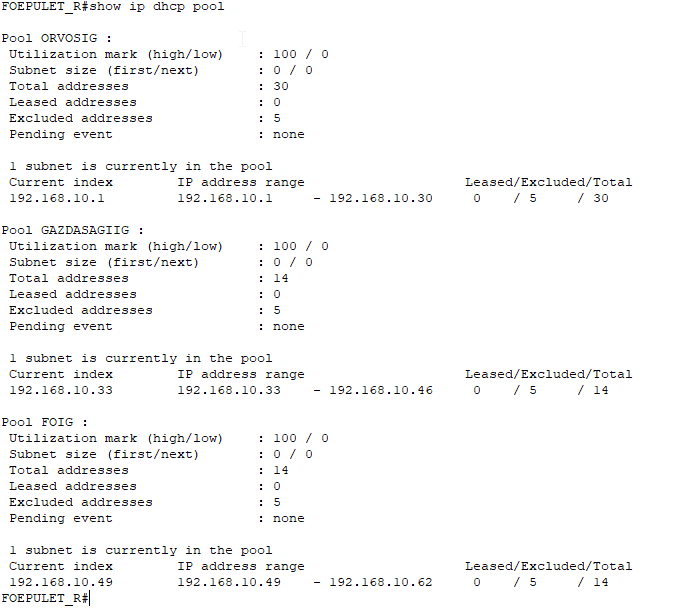 FOEPULET_R#show ip dhcp pool
Pool ORVOSIG :
Utilization mark (high/low) : 100 / 0
Subnet size (first/next) : 0 / 0
Total addresses : 30
Leased addresses : 0
Excluded addresses : 5
Pending event : none
1 subnet is currently in the pool
Current index IP address range Leased/Excluded/Total
192.168.10.1 192.168.10.1 - 192.168.10.30 0 / 5 / 30
Pool GAZDASAGIIG :
Utilization mark (high/low) : 100 / 0
Subnet size (first/next) : 0 / 0
Total addresses : 14
Leased addresses : 0
Excluded addresses : 5
Pending event : none
1 subnet is currently in the pool
Current index IP address range Leased/Excluded/Total
192.168.10.33 192.168.10.33 - 192.168.10.46 0 / 5 / 14
Pool FOIG :
Utilization mark (high/low) : 100 / 0
Subnet size (first/next) : 0 / 0
Total addresses : 14
Leased addresses : 0
Excluded addresses : 5
Pending event : none
1 subnet is currently in the pool
Current index IP address range Leased/Excluded/Total
192.168.10.49 192.168.10.49 - 192.168.10.62 0 / 5 / 14
FOEPULET_R#